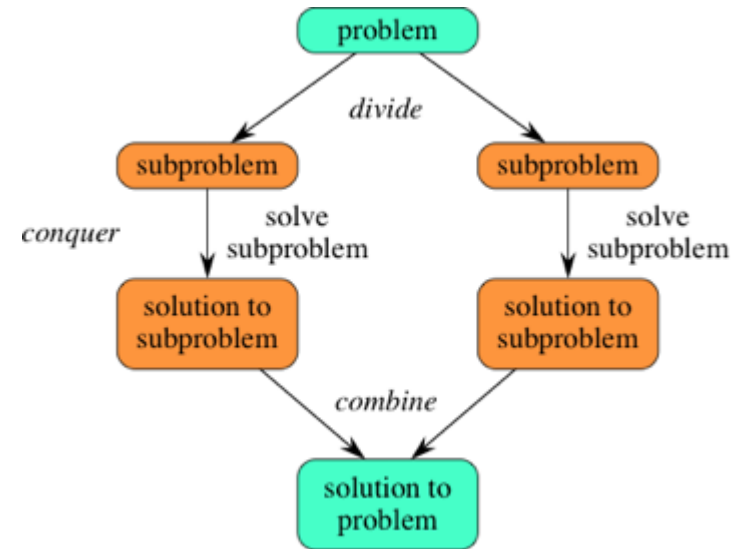 problem
divide
subproblem
subproblem
conquer
solve
subproblem
solve
subproblem
solution to
subproblem
solution to
subproblem
combine
solution to
problem